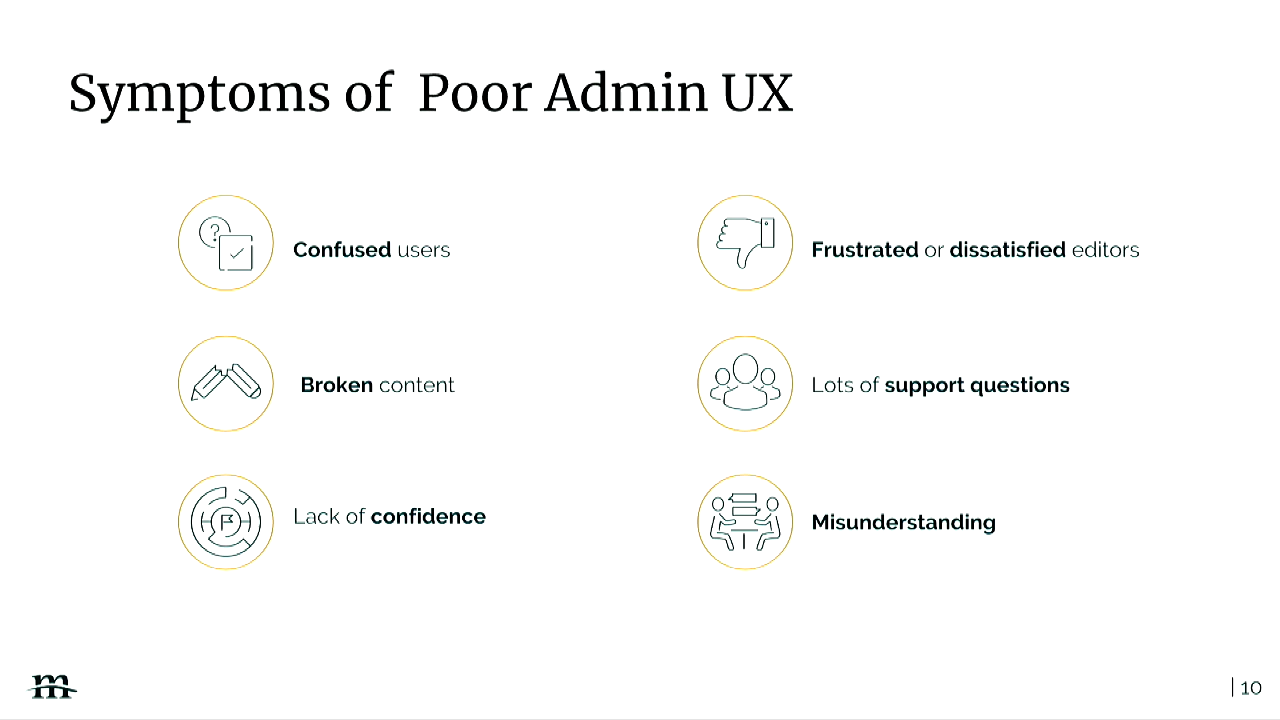 Symptoms of  Poor Admin UX
Confused users
Frustrated or dissatisfied editors
Broken content
Lots of support questions
Lack of confidence
Misunderstanding
m
| 10